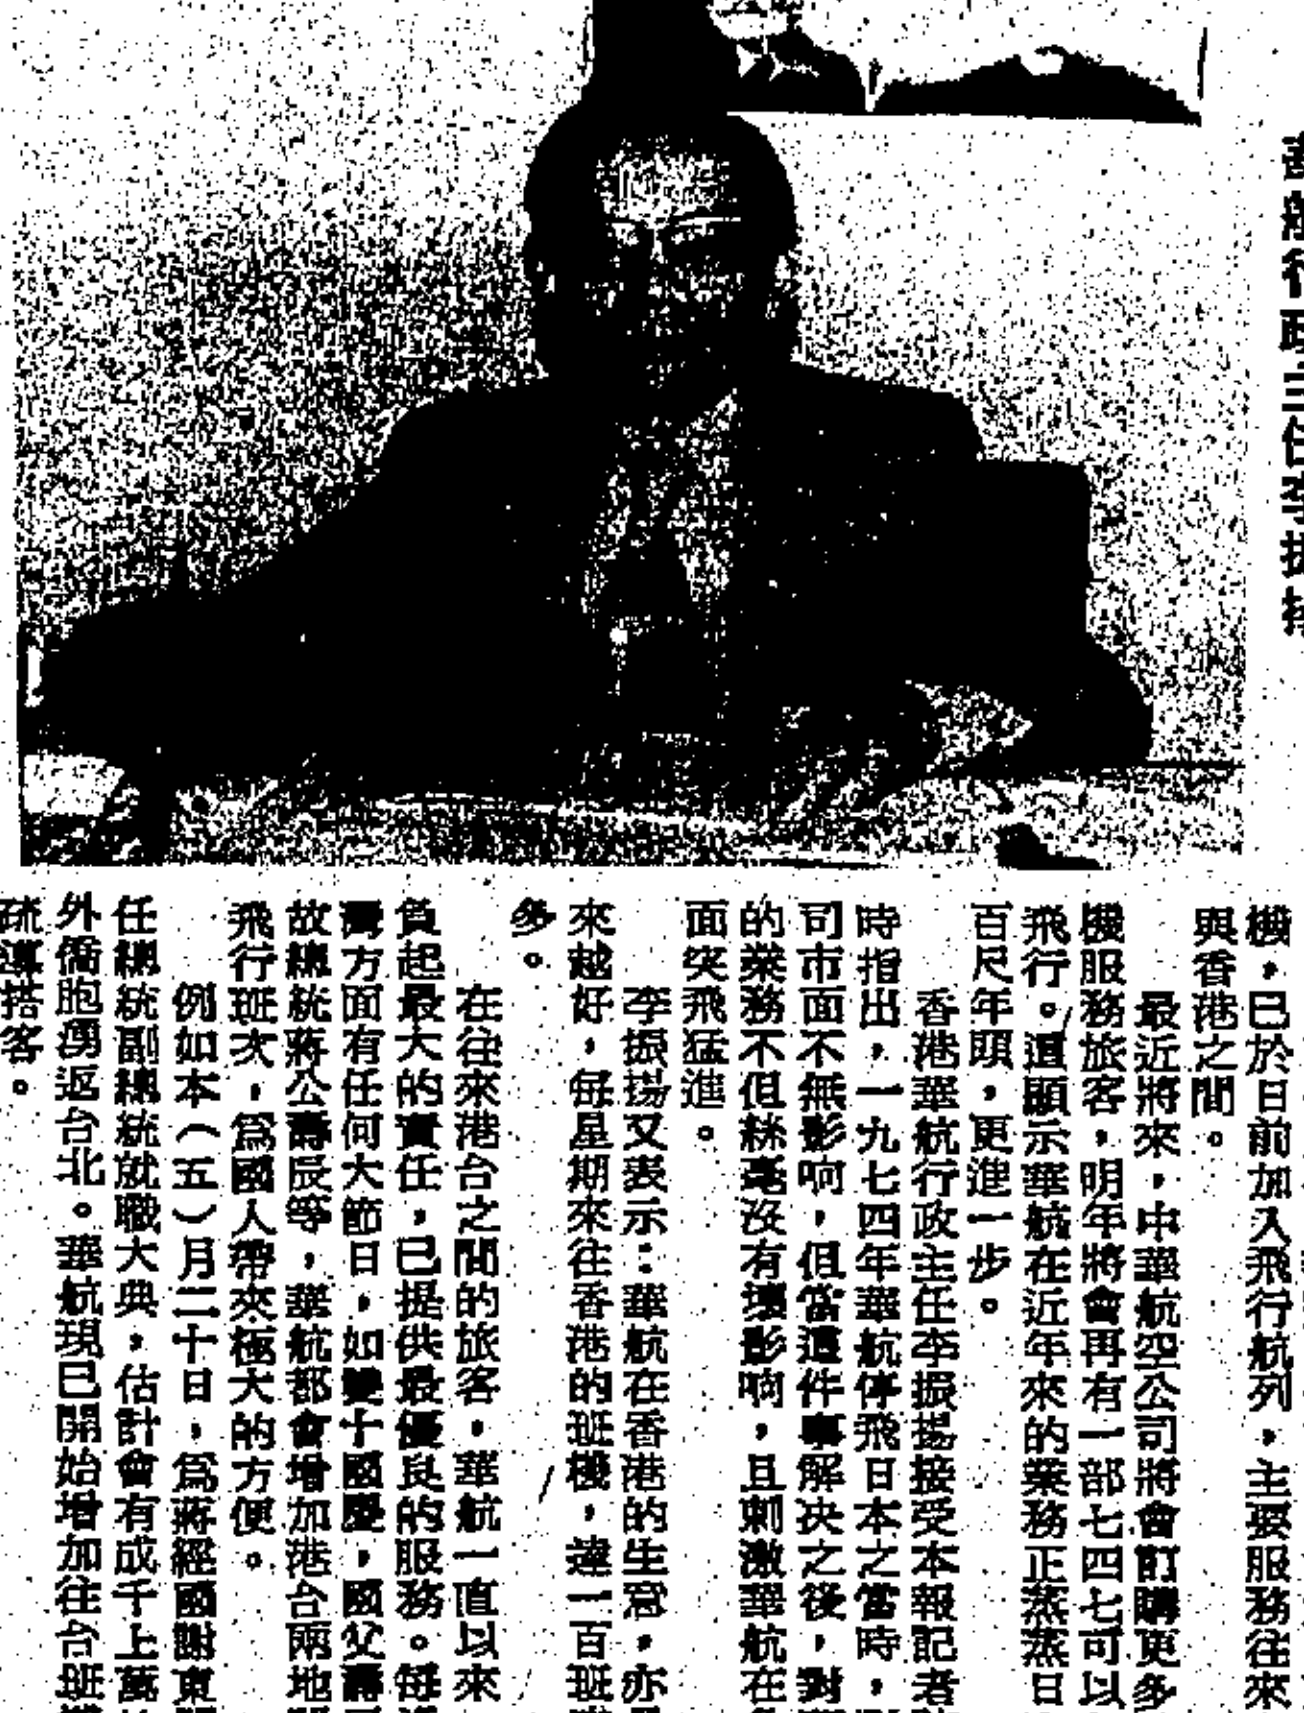 機，已於日前加入飛行航列，主要服務往來
與香港之間。
最近將來，中華航空公司將會訂購更多
機服務旅客，明年將會再有一部七四七可以
飛行。這顯示華航在近年來的業務正蒸蒸日
百尺年頭，更進一步。
香港華航行政主任李振揚接受本報記者
時指出，一九七四年華航停飛日本之當時，
司市面不無影响，但當這件事解決之後，對
的業務不但絲毫沒有壞影响，且刺激華航在
面突飛猛進。
李振揚又表示：華航在香港的生意，亦
來越好，每星期來往香港的班機，達一百班
多。
在往來港台之間的旅客，華航一直以來
負起最大的責任，已提供最優良的服務。每
灣方面有任何大節日，如雙十國慶，國父壽
故總統蔣公壽辰等，華航都會增加港台兩地
飛行班次，爲國人帶來極大的方便。
例如本（五）月二十日，爲蔣經國謝東
任總統副總統就職大典，估計會有成千上萬
外僑胞湧返台北。華航現已開始增加往台班
疏導搭客。